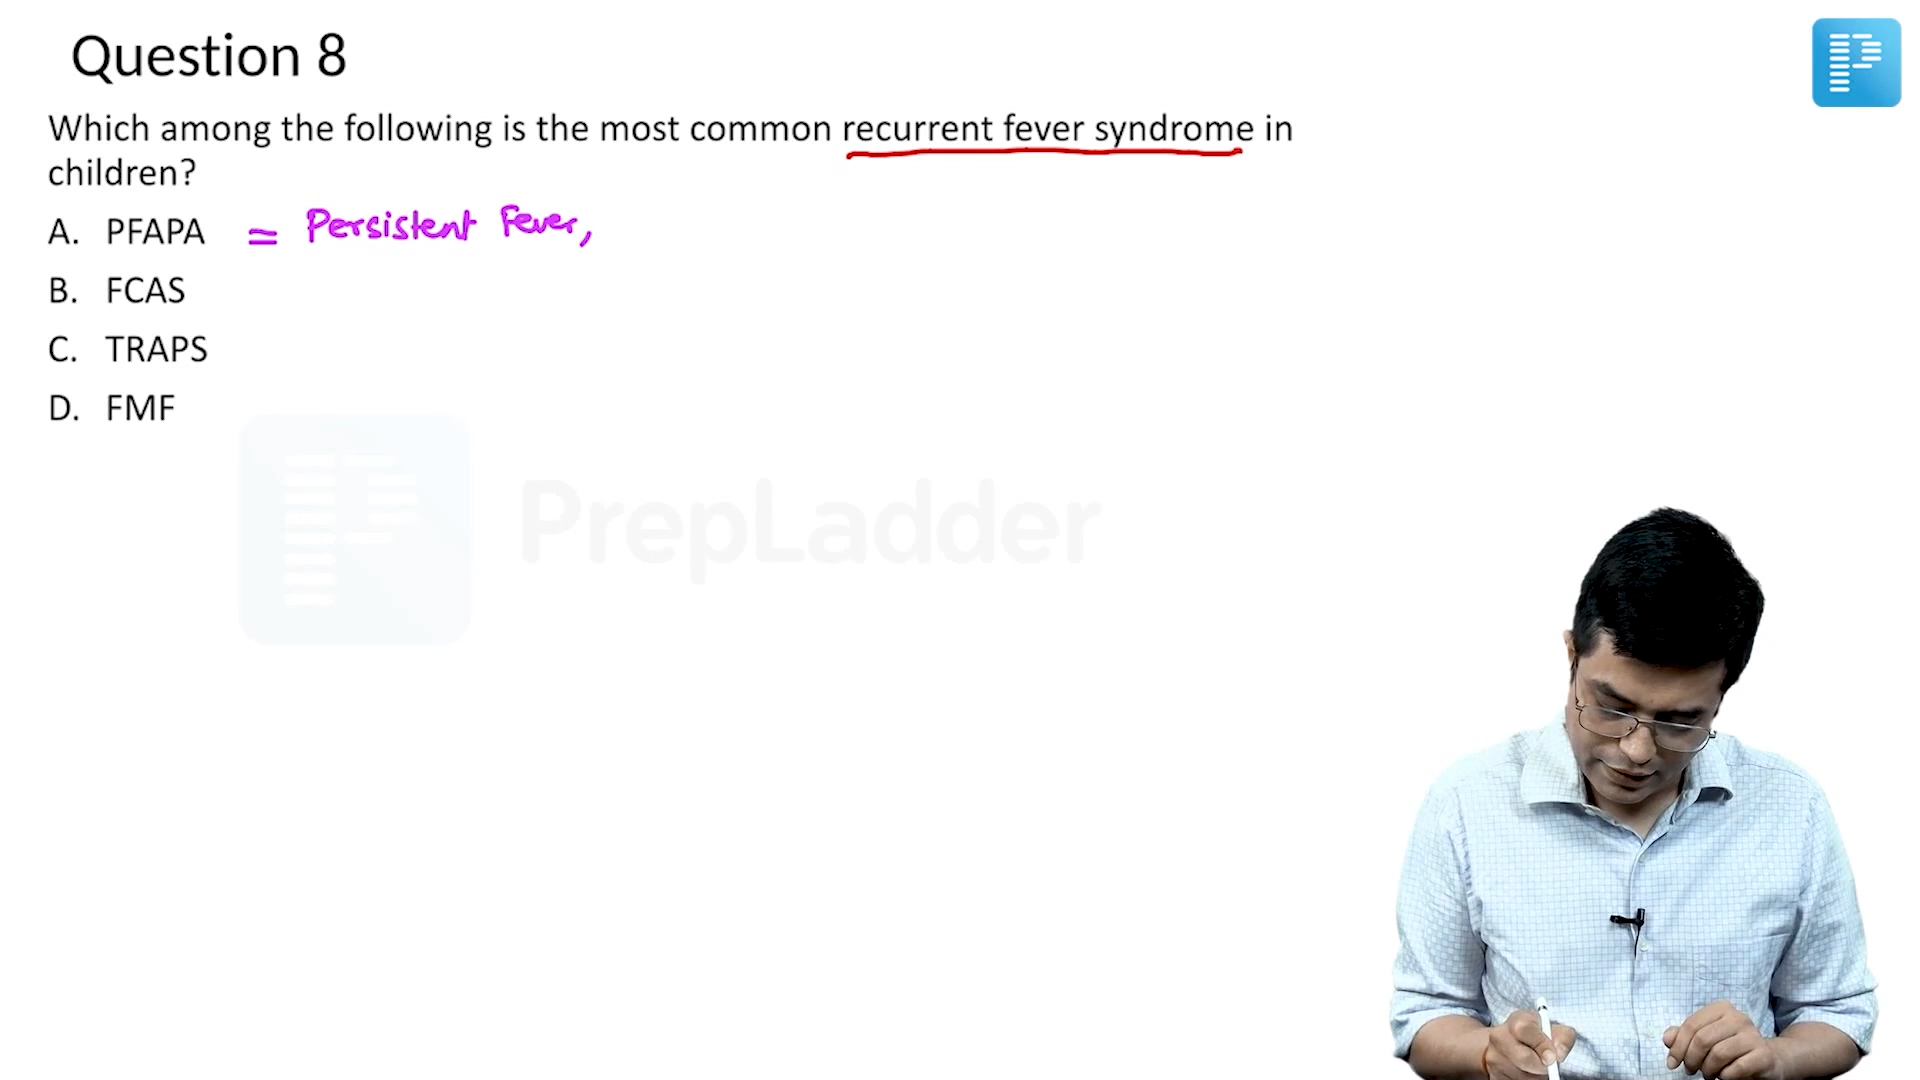 Question 8
Which among the following is the most common recurrent fever syndrome in
children?
A. PFAPA = Persistent Fever,
B. FCAS
C. TRAPS
D. FMF
PrepLadder